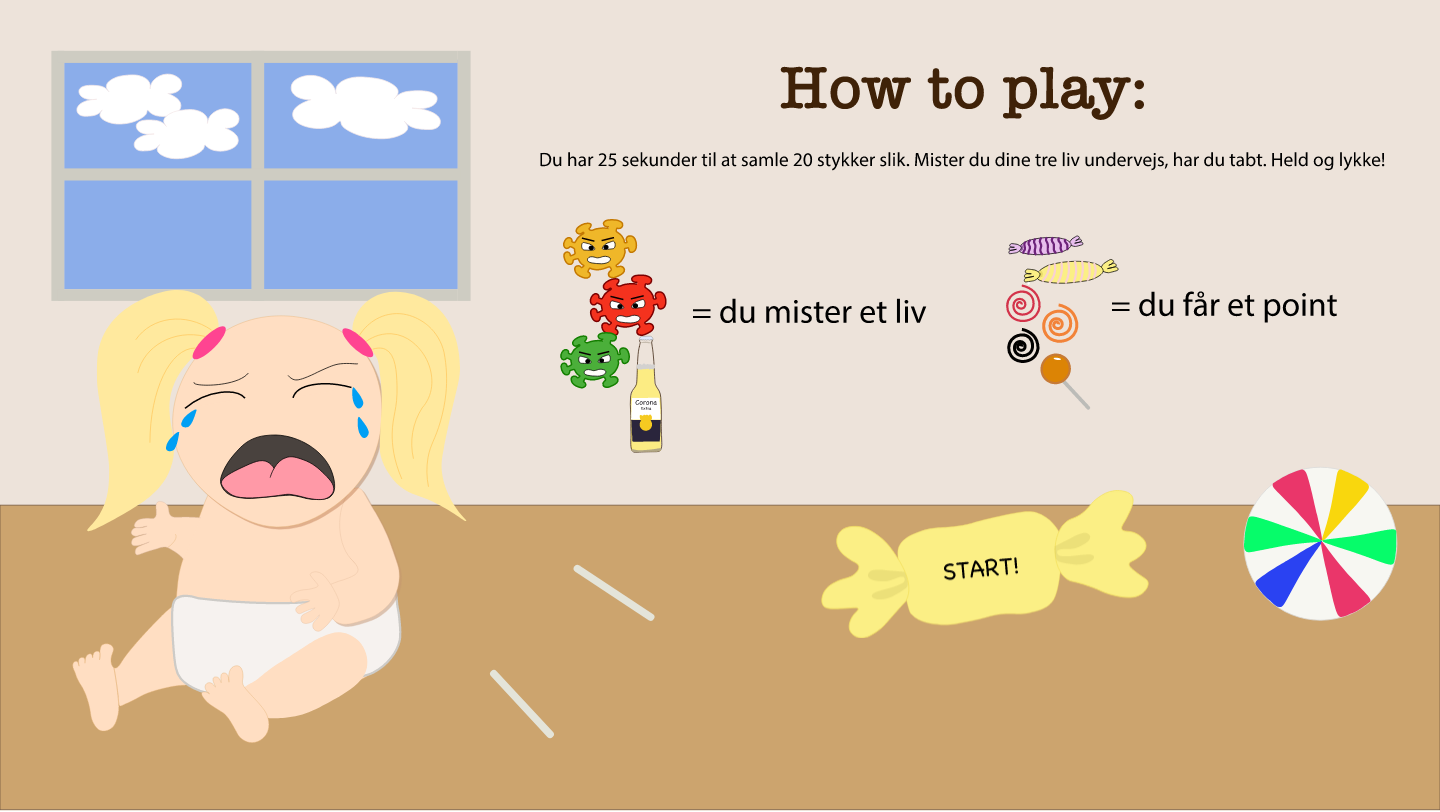 How to play:
Du har 25 sekunder til at samle 20 stykker slik. Mister du dine tre liv undervejs, har du tabt. Held og lykke!
= du mister et liv
= du får et point
Corona
Extra
START!